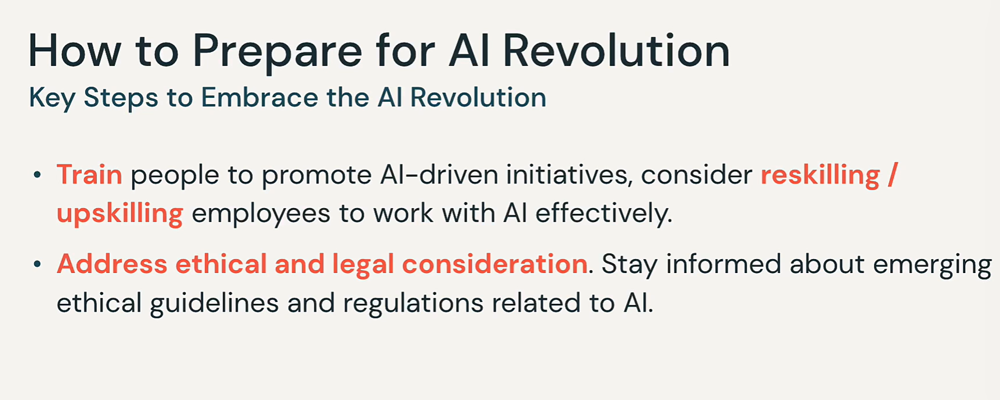 How to Prepare for AI Revolution
Key Steps to Embrace the AI Revolution
• Train people to promote AI-driven initiatives, consider reskilling /
upskilling employees to work with AI effectively.
• Address ethical and legal consideration. Stay informed about emerging
ethical guidelines and regulations related to AI.